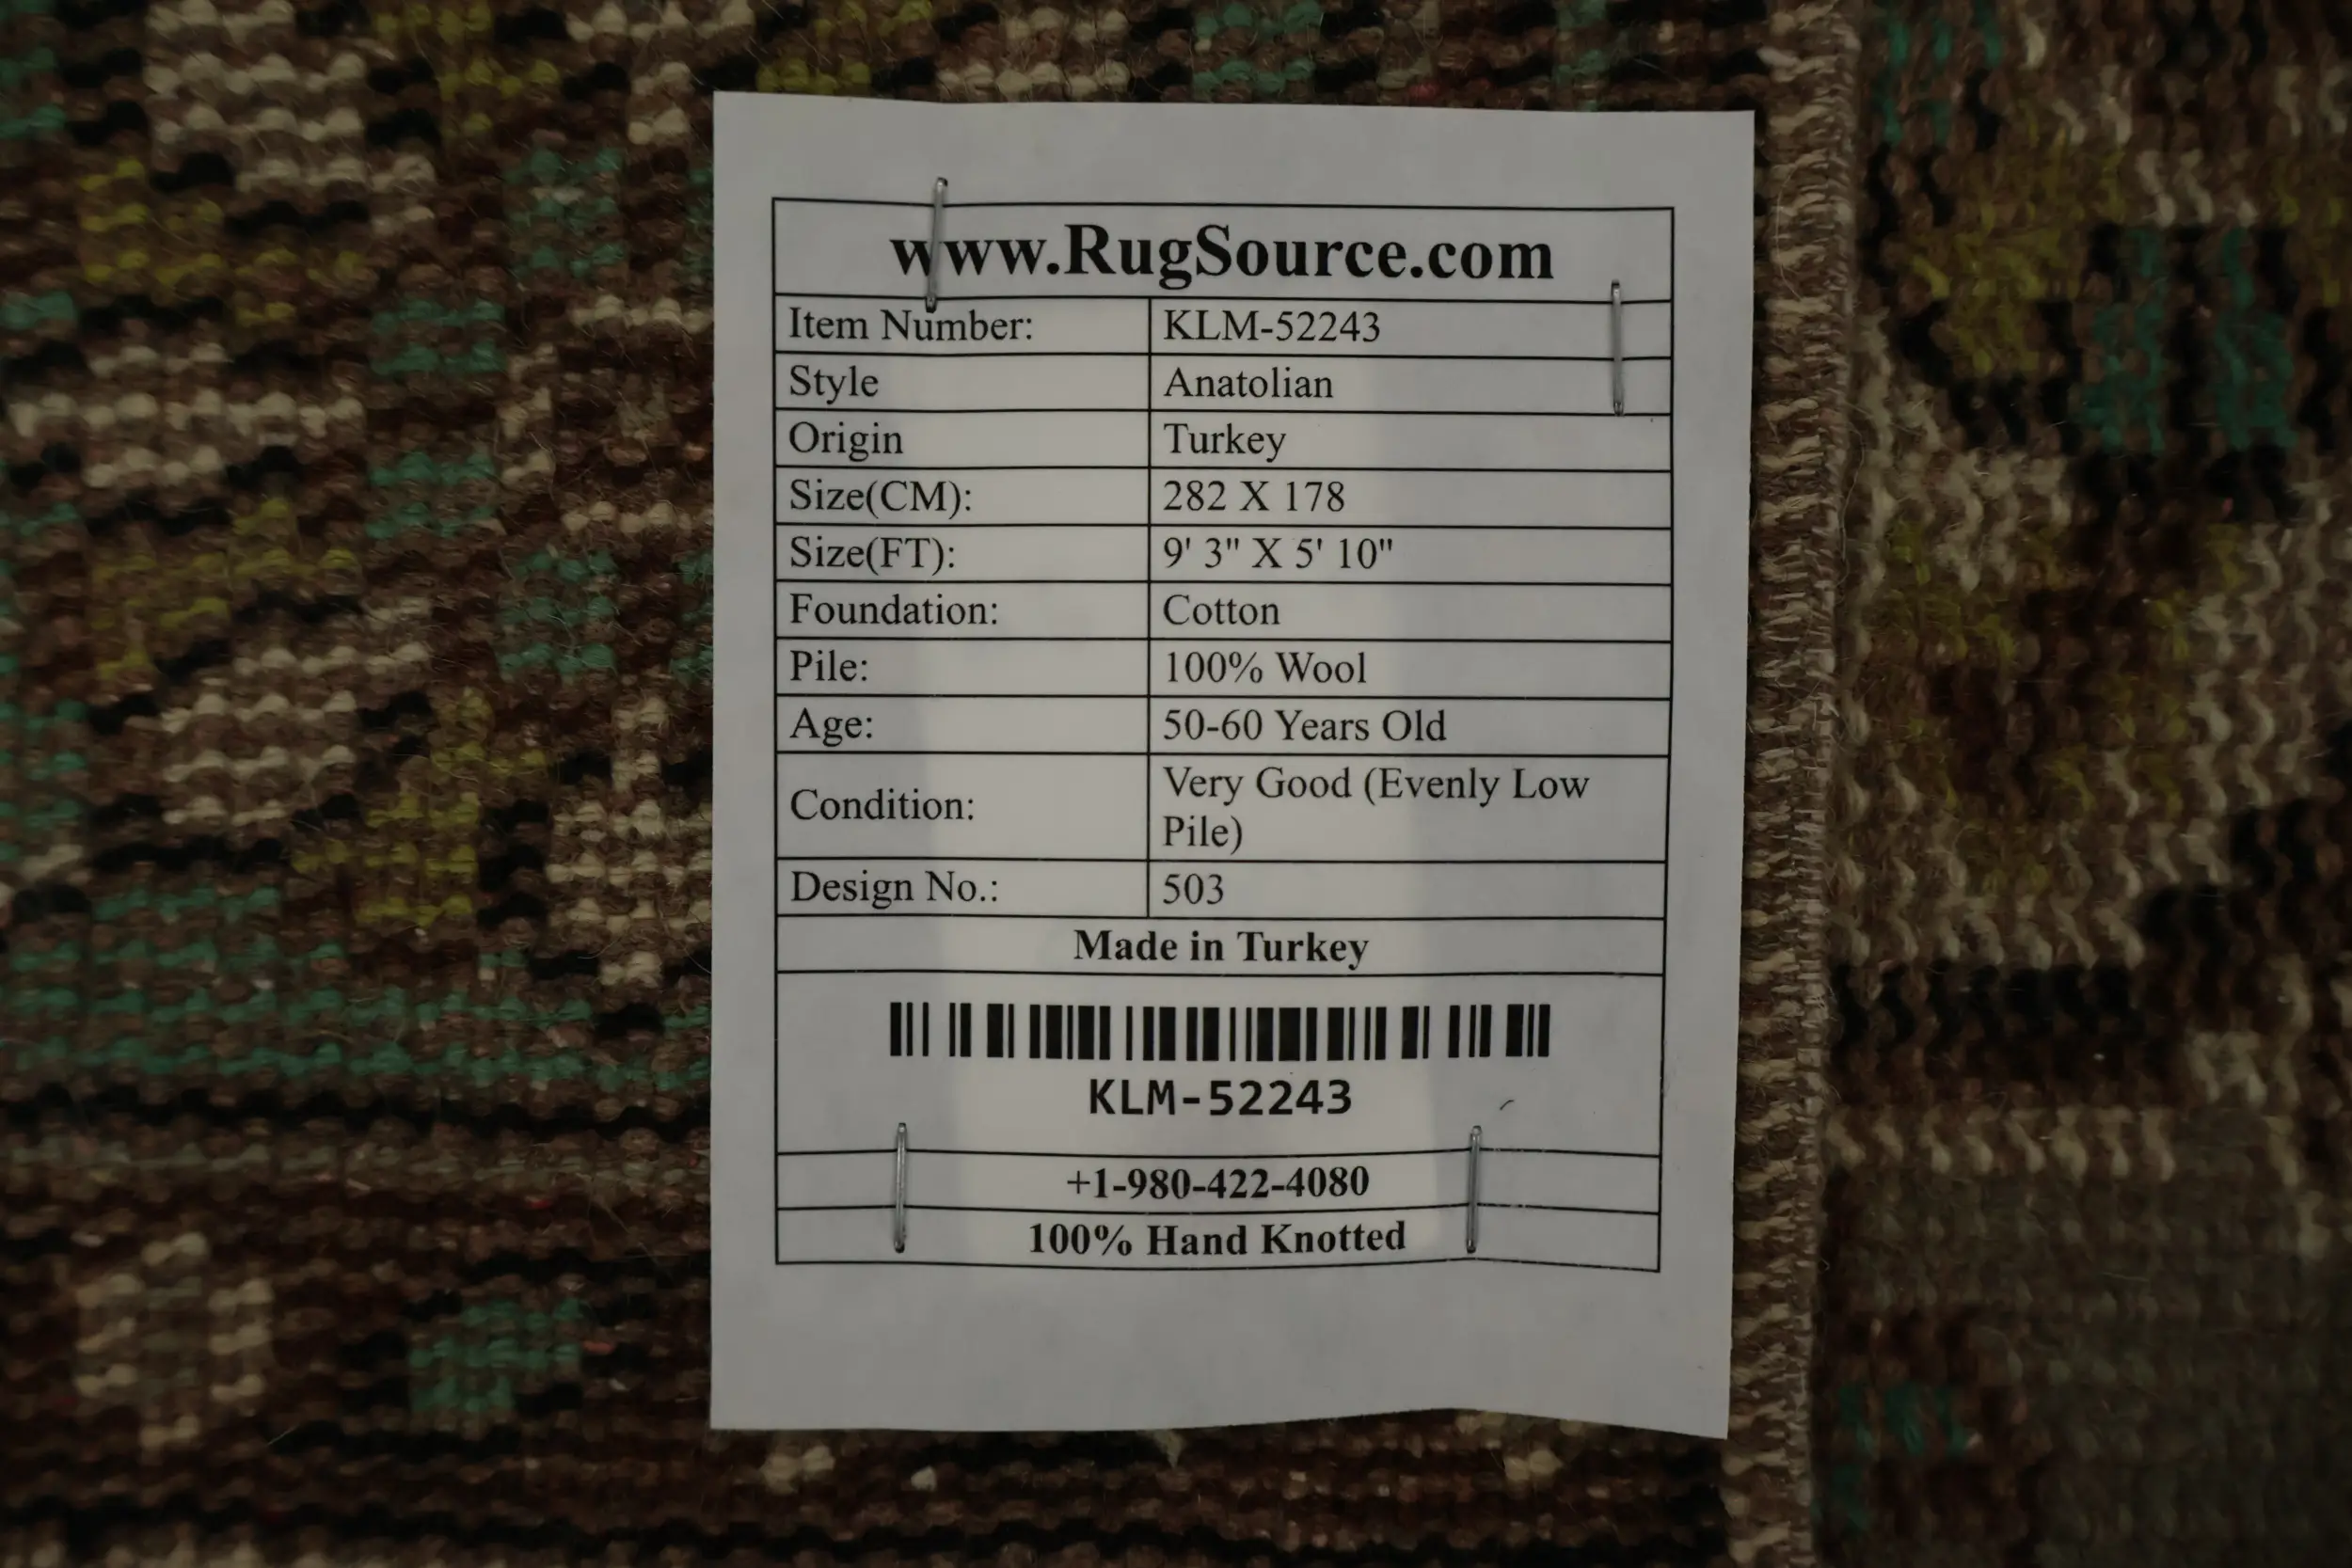 www.RugSource.com
Item Number: KLM-52243
Style Anatolian
Origin Turkey
Size(CM): 282 X 178
Size(FT): 9' 3" X 5' 10"
Foundation: Cotton
Pile: 100% Wool
Age: 50-60 Years Old
Condition: Very Good (Evenly Low
Pile)
Design No.: 503
Made in Turkey
KLM-52243
+1-980-422-4080
100% Hand Knotted